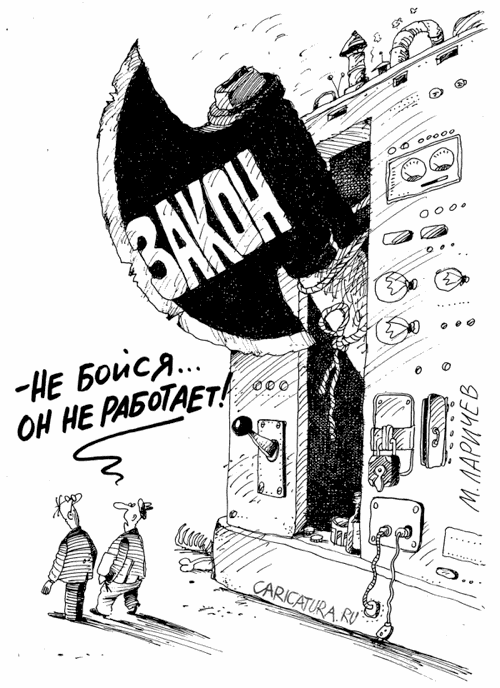 ЗАКОН
-НЕ БОЙСЯ...
ОН НЕ РАБОТАЕТ!
М. ЛАРИЧЕВ
CARICATURA.RU